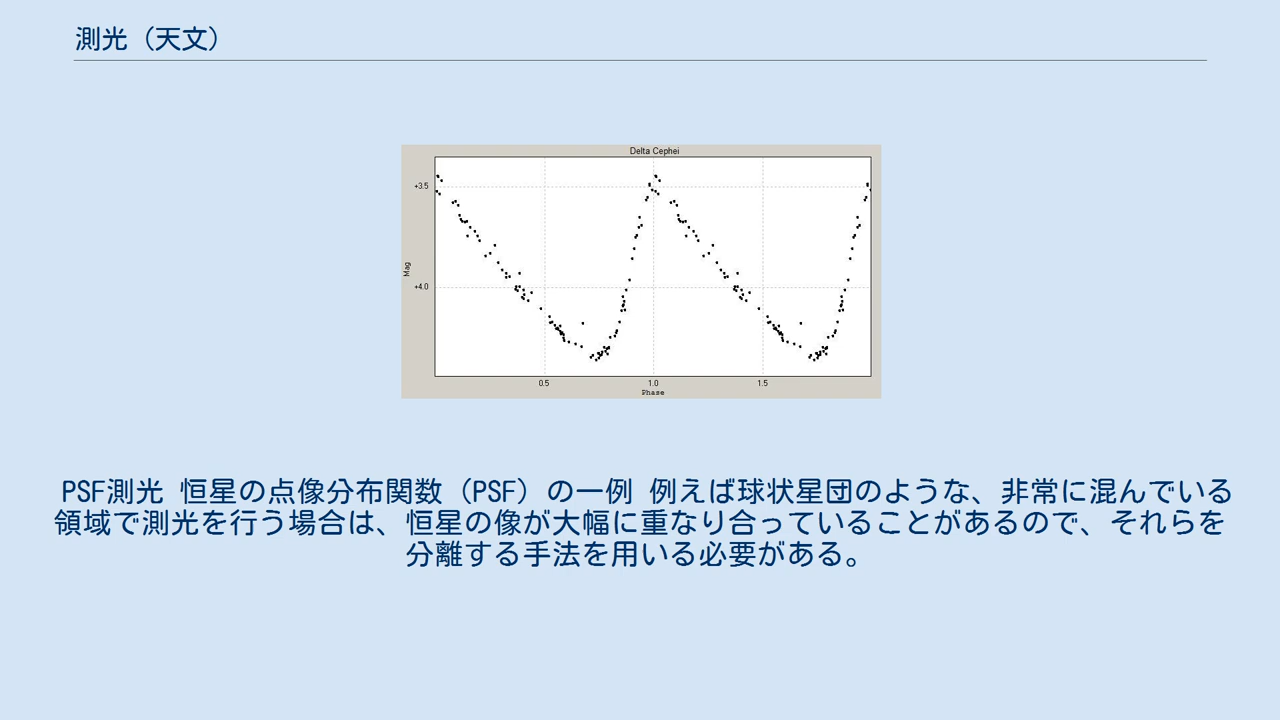 測光（天文）
Delta Cephei
+3.5
Mag
+4.0
0.5 1.0 1.5
Phase
PSF測光 恒星の点像分布関数（PSF）の一例 例えば球状星団のような、非常に混んでいる
領域で測光を行う場合は、恒星の像が大幅に重なり合っていることがあるので、それらを
分離する手法を用いる必要がある。